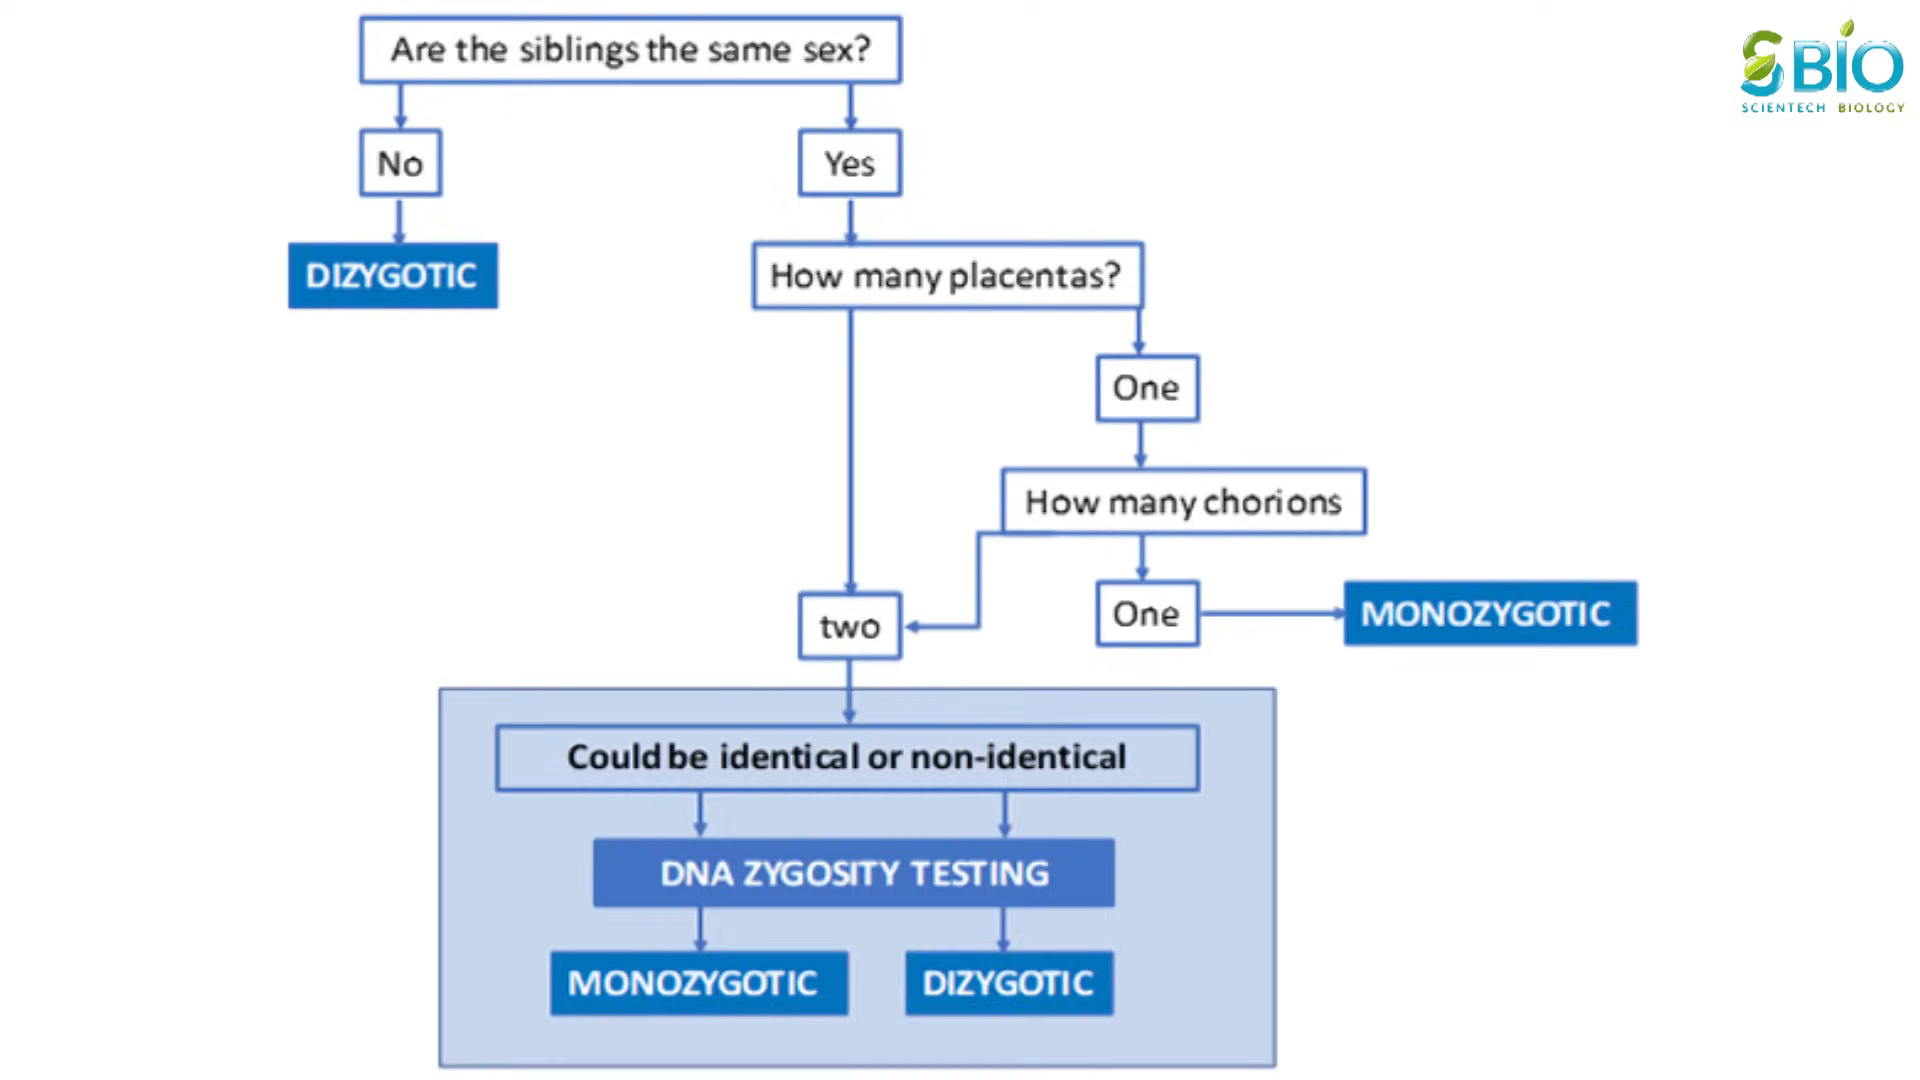 Are the siblings the same sex?
SBIO
SCIENTECH BIOLOGY
No
Yes
DIZYGOTIC
How many placentas?
One
How many chorions
two
One
MONOZYGOTIC
Could be identical or non-identical
DNA ZYGOSITY TESTING
MONOZYGOTIC
DIZYGOTIC